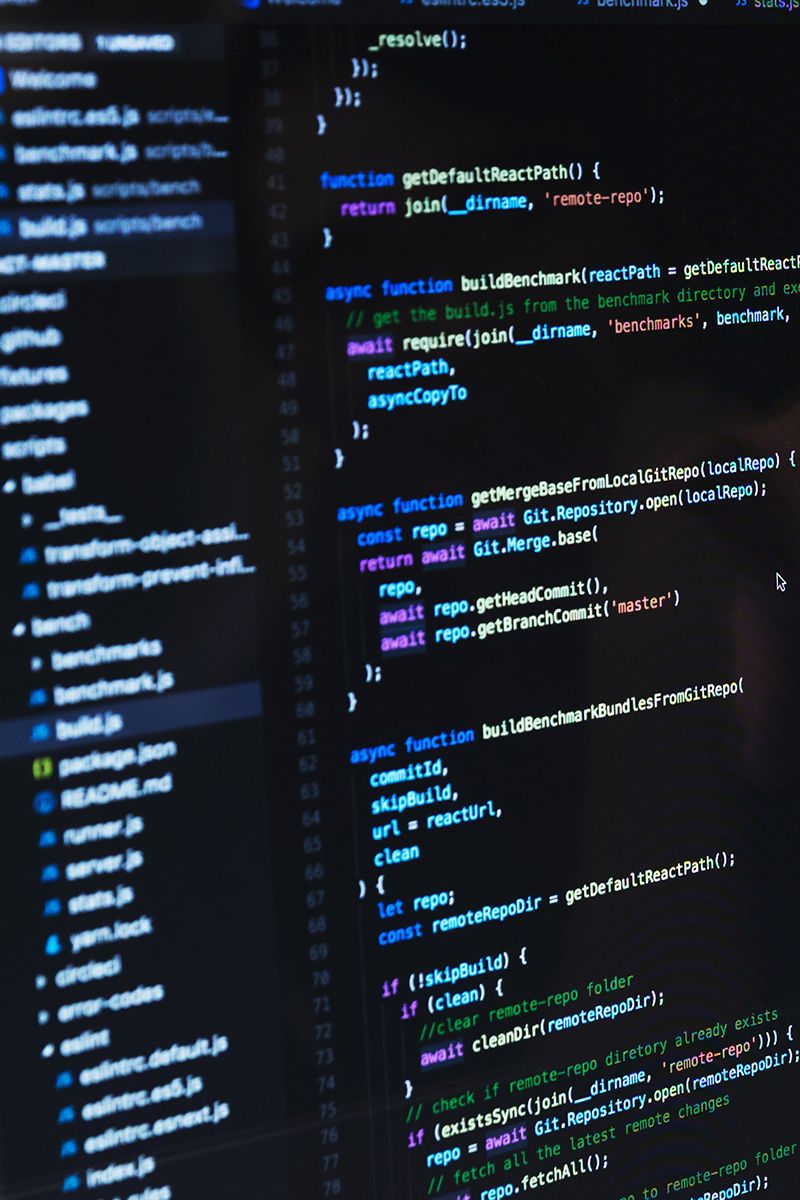 Welcome
eslintrc.es5.js
benchmark.js
stats.js
EDITORS 1 UNSAVED
Welcome
eslintrc.es5.js scripts/e...
benchmark.js scripts/b...
stats.js scripts/bench
build.js scripts/bench
CT-MASTER
circleci
github
fixtures
packages
scripts
babel
__tests__
transform-object-assi...
transform-prevent-infi...
bench
benchmarks
benchmark.js
build.js
package.json
README.md
runner.js
server.js
stats.js
yarn.lock
circleci
error-codes
eslint
eslintrc.default.js
eslintrc.es5.js
eslintrc.esnext.js
index.js
36 _resolve();
37 });
38 });
39 }
40
41 function getDefaultReactPath() {
42 return join(__dirname, 'remote-repo');
43 }
44
45 async function buildBenchmark(reactPath = getDefaultReactP
46 // get the build.js from the benchmark directory and exe
47 await require(join(__dirname, 'benchmarks', benchmark,
48 reactPath,
49 asyncCopyTo
50 );
51 }
52
53 async function getMergeBaseFromLocalGitRepo(localRepo) {
54 const repo = await Git.Repository.open(localRepo);
55 return await Git.Merge.base(
56 repo,
57 await repo.getHeadCommit(),
58 await repo.getBranchCommit('master')
59 );
60 }
61
62 async function buildBenchmarkBundlesFromGitRepo(
63 commitId,
64 skipBuild,
65 url = reactUrl,
66 clean
67 ) {
68 let repo;
69 const remoteRepoDir = getDefaultReactPath();
70
71 if (!skipBuild) {
72 if (clean) {
73 //clear remote-repo folder
74 await cleanDir(remoteRepoDir);
75 }
76 // check if remote-repo diretory already exists
77 if (existsSync(join(__dirname, 'remote-repo'))) {
78 repo = await Git.Repository.open(remoteRepoDir);
// fetch all the latest remote changes
repo.fetchAll();
to remote-repo folder
RepoDir);